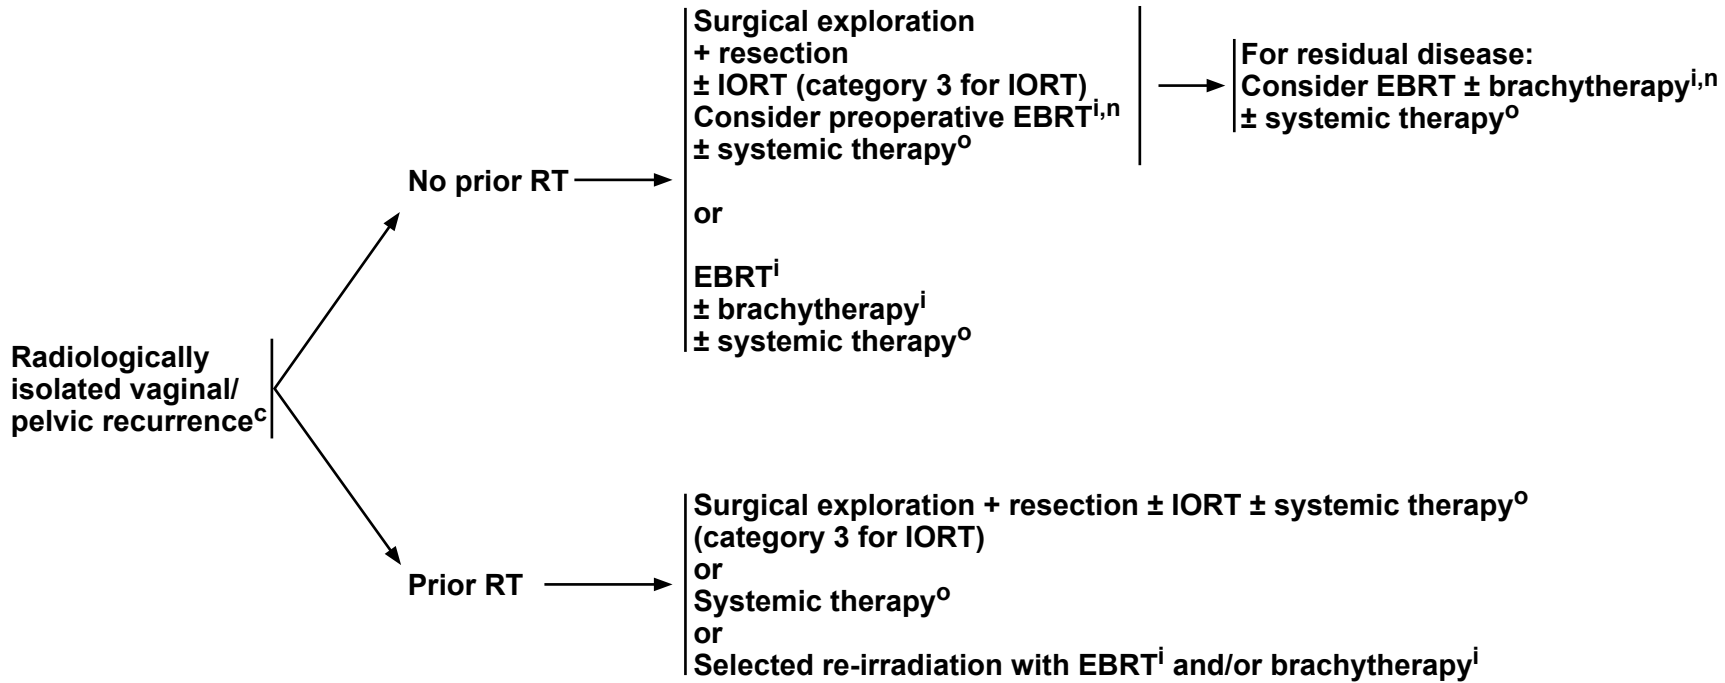 Surgical exploration
+ resection
± IORT (category 3 for IORT)
Consider preoperative EBRTi,n
± systemic therapyo
For residual disease:
Consider EBRT ± brachytherapyi,n
± systemic therapyo
No prior RT
or
EBRTi
± brachytherapyi
± systemic therapyo
Radiologically
isolated vaginal/
pelvic recurrencec
Prior RT
Surgical exploration + resection ± IORT ± systemic therapyo
(category 3 for IORT)
or
Systemic therapyo
or
Selected re-irradiation with EBRTi and/or brachytherapyi